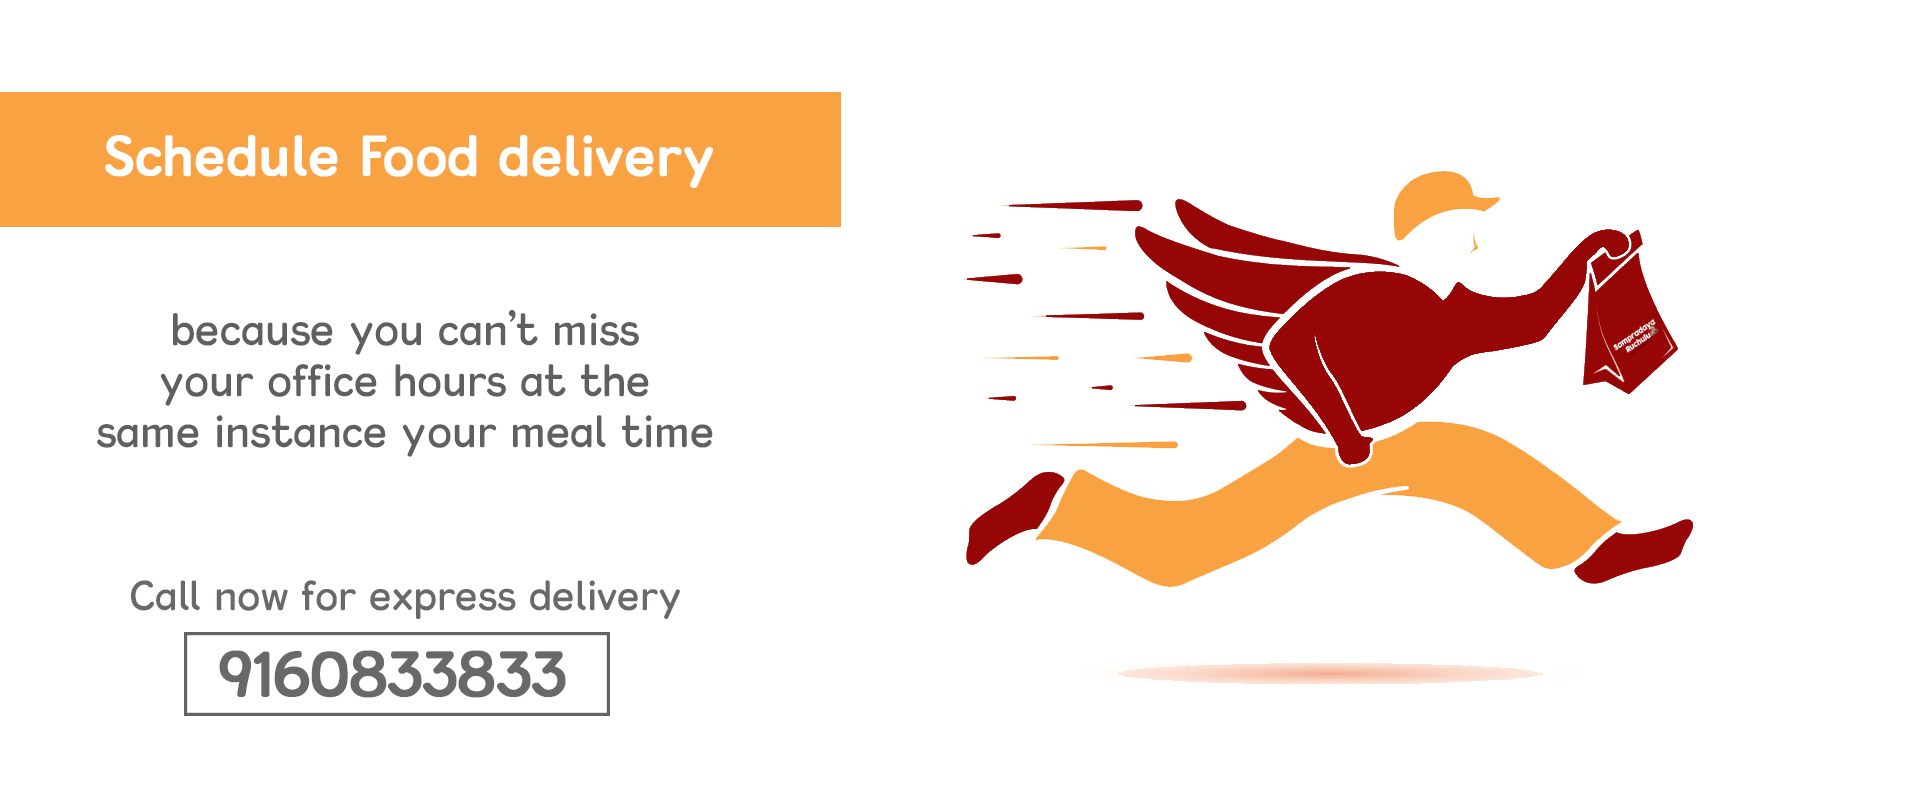 Schedule Food delivery
because you can’t miss
your office hours at the
same instance your meal time
Call now for express delivery
9160833833
Sampradaya
Ruchulu